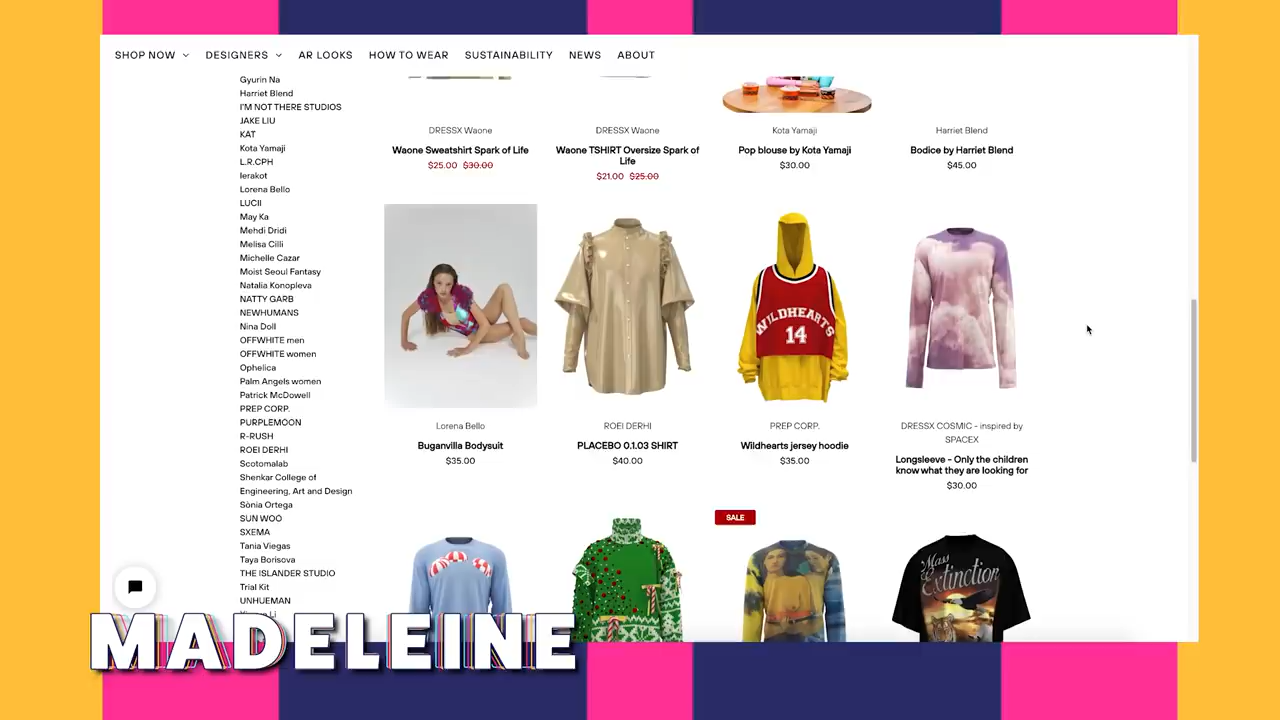 SHOP NOW DESIGNERS AR LOOKS HOW TO WEAR SUSTAINABILITY NEWS ABOUT
Gyurin Na
Harriet Blend
I'M NOT THERE STUDIOS
JAKE LIU
KAT
Kota Yamaji
L.R.CPH
lerakot
Lorena Bello
LUCII
May Ka
Mehdi Dridi
Melisa Cilli
Michelle Cazar
Moist Seoul Fantasy
Natalia Konopleva
NATTY GARB
NEWHUMANS
Nina Doll
OFFWHITE men
OFFWHITE women
Ophelica
Palm Angels women
Patrick McDowell
PREP CORP.
PURPLEMOON
R-RUSH
ROEI DERHI
Scotomalab
Shenkar College of
Engineering, Art and Design
Sònia Ortega
SUN WOO
SXEMA
Tania Viegas
Taya Borisova
THE ISLANDER STUDIO
Trial Kit
UNHUEMAN
DRESSX Waone
Waone Sweatshirt Spark of Life
$25.00 $30.00
DRESSX Waone
Waone TSHIRT Oversize Spark of
Life
$21.00 $25.00
Kota Yamaji
Pop blouse by Kota Yamaji
$30.00
Harriet Blend
Bodice by Harriet Blend
$45.00
Lorena Bello
Buganvilla Bodysuit
$35.00
ROEI DERHI
PLACEBO 0.1.03 SHIRT
$40.00
WILDHEARTS
14
PREP CORP.
Wildhearts jersey hoodie
$35.00
DRESSX COSMIC - inspired by
SPACEX
Longsleeve - Only the children
know what they are looking for
$30.00
SALE
Mass
Extinction
MADELEINE